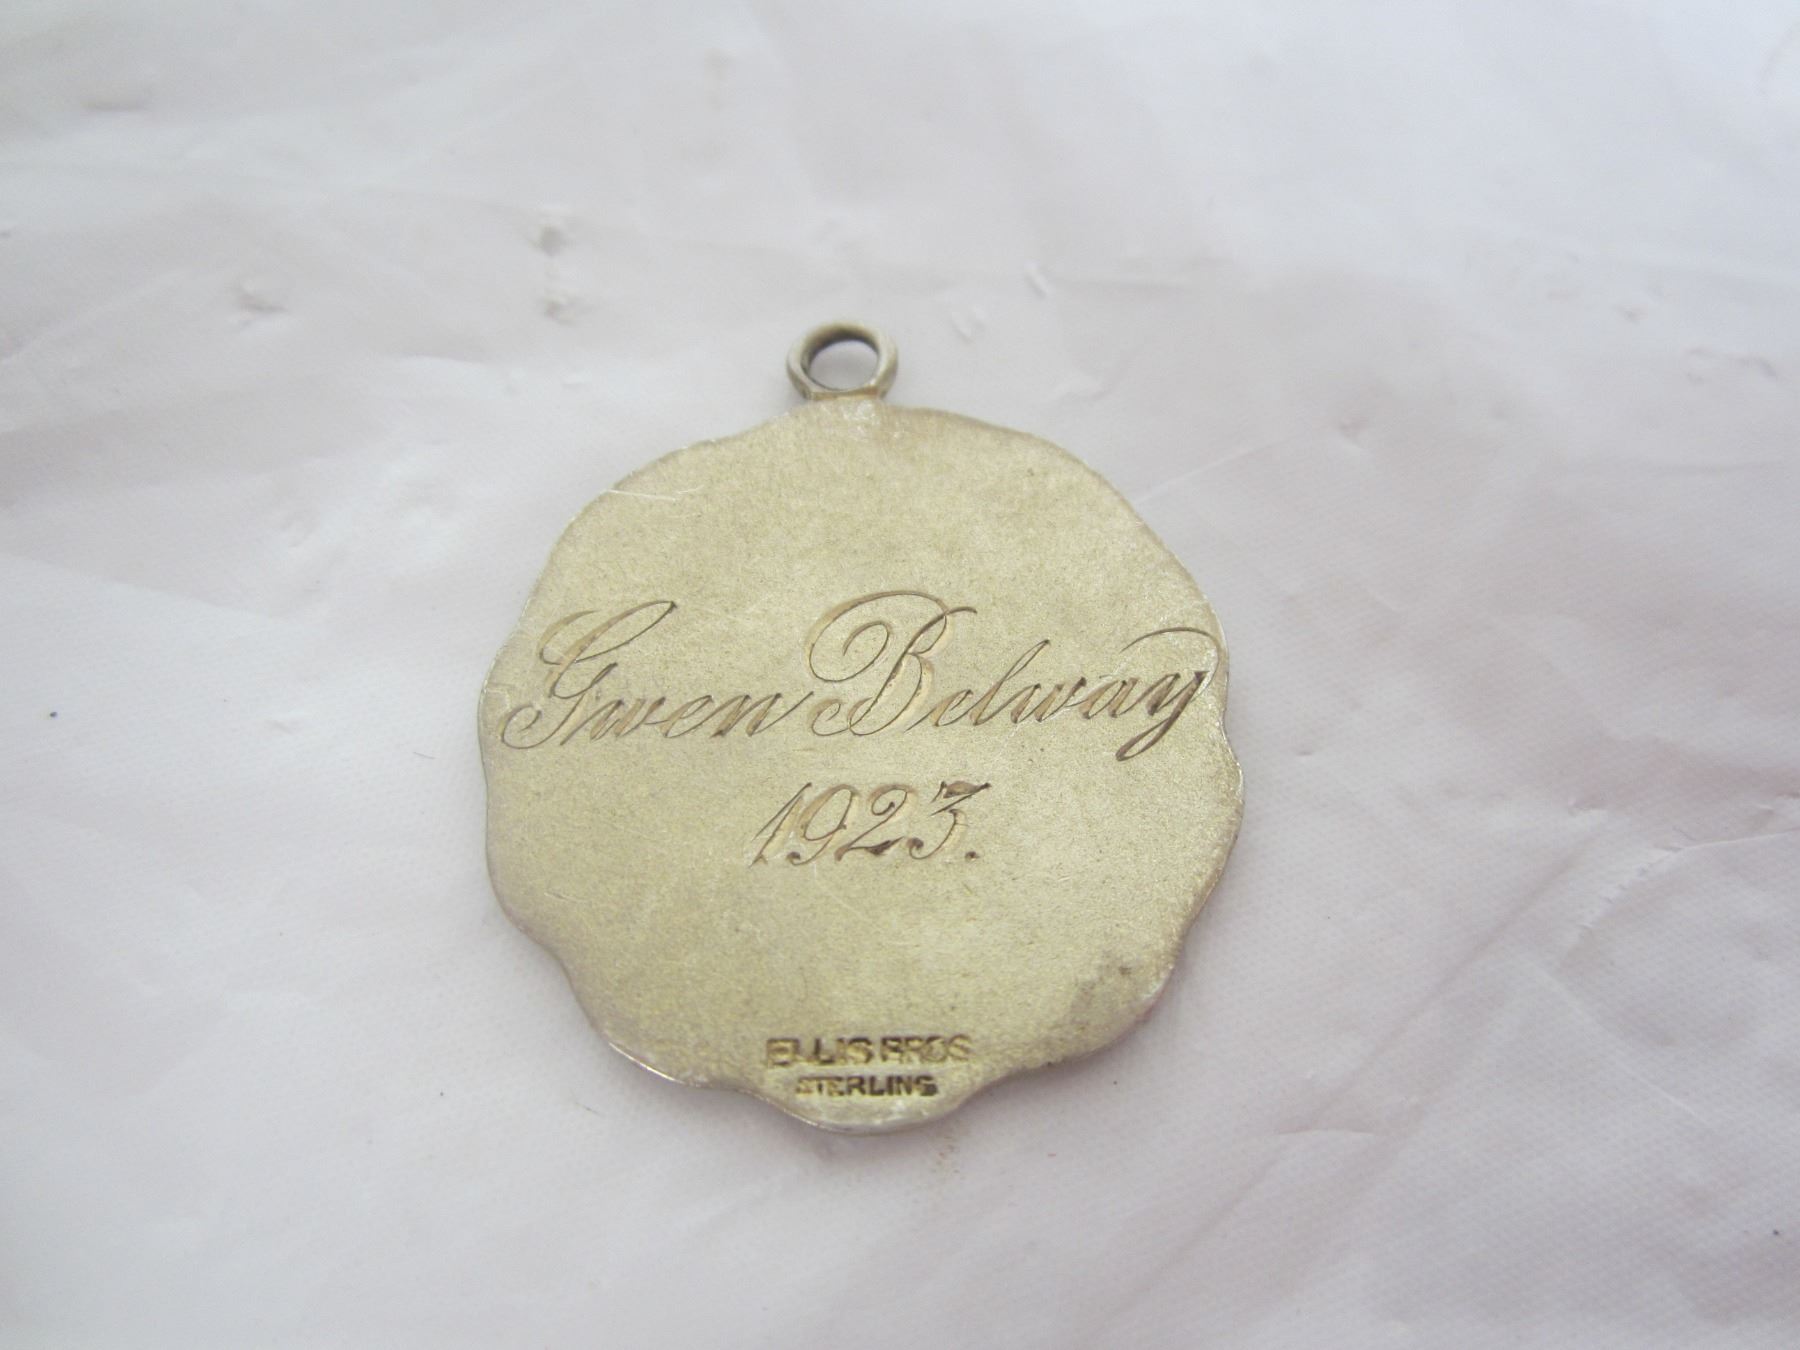 Gwen Belway
1923.
ELLIS BROS
STERLING